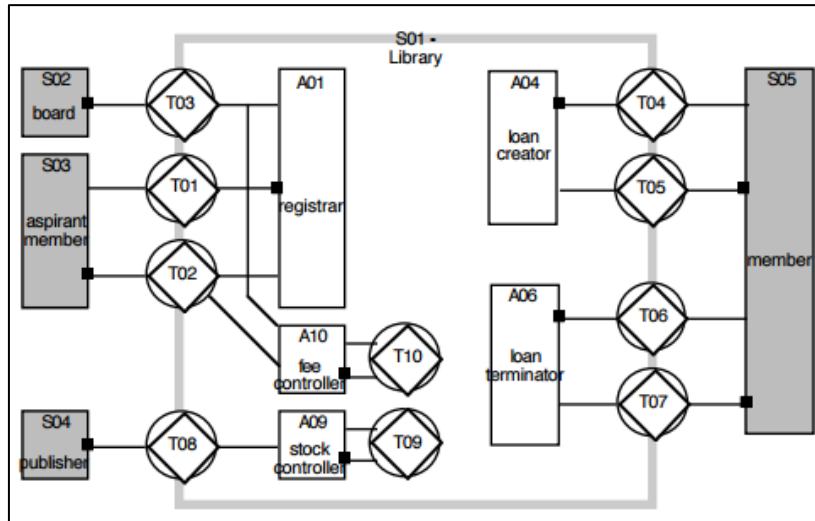 S01 -
Library
S02
board
T03
A01
registrar
S03
aspirant
member
T01
T02
A10
fee
controller
T10
S04
publisher
T08
A09
stock
controller
T09
A04
loan
creator
T04
T05
S05
member
A06
loan
terminator
T06
T07